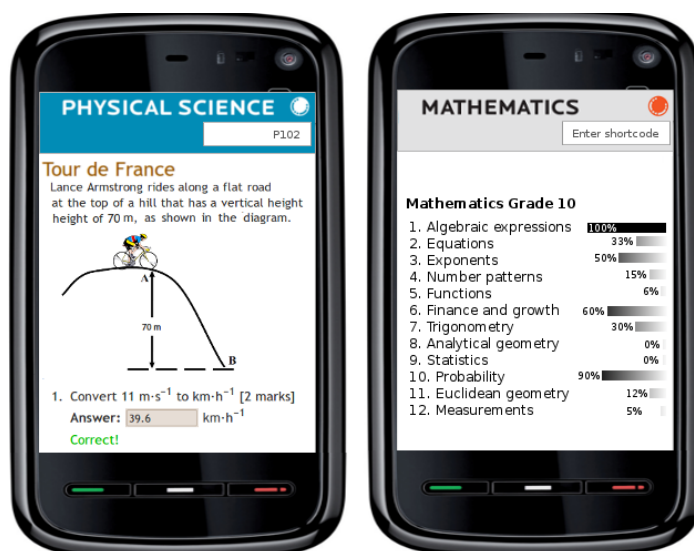 PHYSICAL SCIENCE
P102
Tour de France
Lance Armstrong rides along a flat road
at the top of a hill that has a vertical height
height of 70 m, as shown in the diagram.
A
70 m
B
1. Convert 11 m·s⁻¹ to km·h⁻¹ [2 marks]
Answer: 39.6 km·h⁻¹
Correct!
MATHEMATICS
Enter shortcode
Mathematics Grade 10
1. Algebraic expressions 100%
2. Equations 33%
3. Exponents 50%
4. Number patterns 15%
5. Functions 6%
6. Finance and growth 60%
7. Trigonometry 30%
8. Analytical geometry 0%
9. Statistics 0%
10. Probability 90%
11. Euclidean geometry 12%
12. Measurements 5%